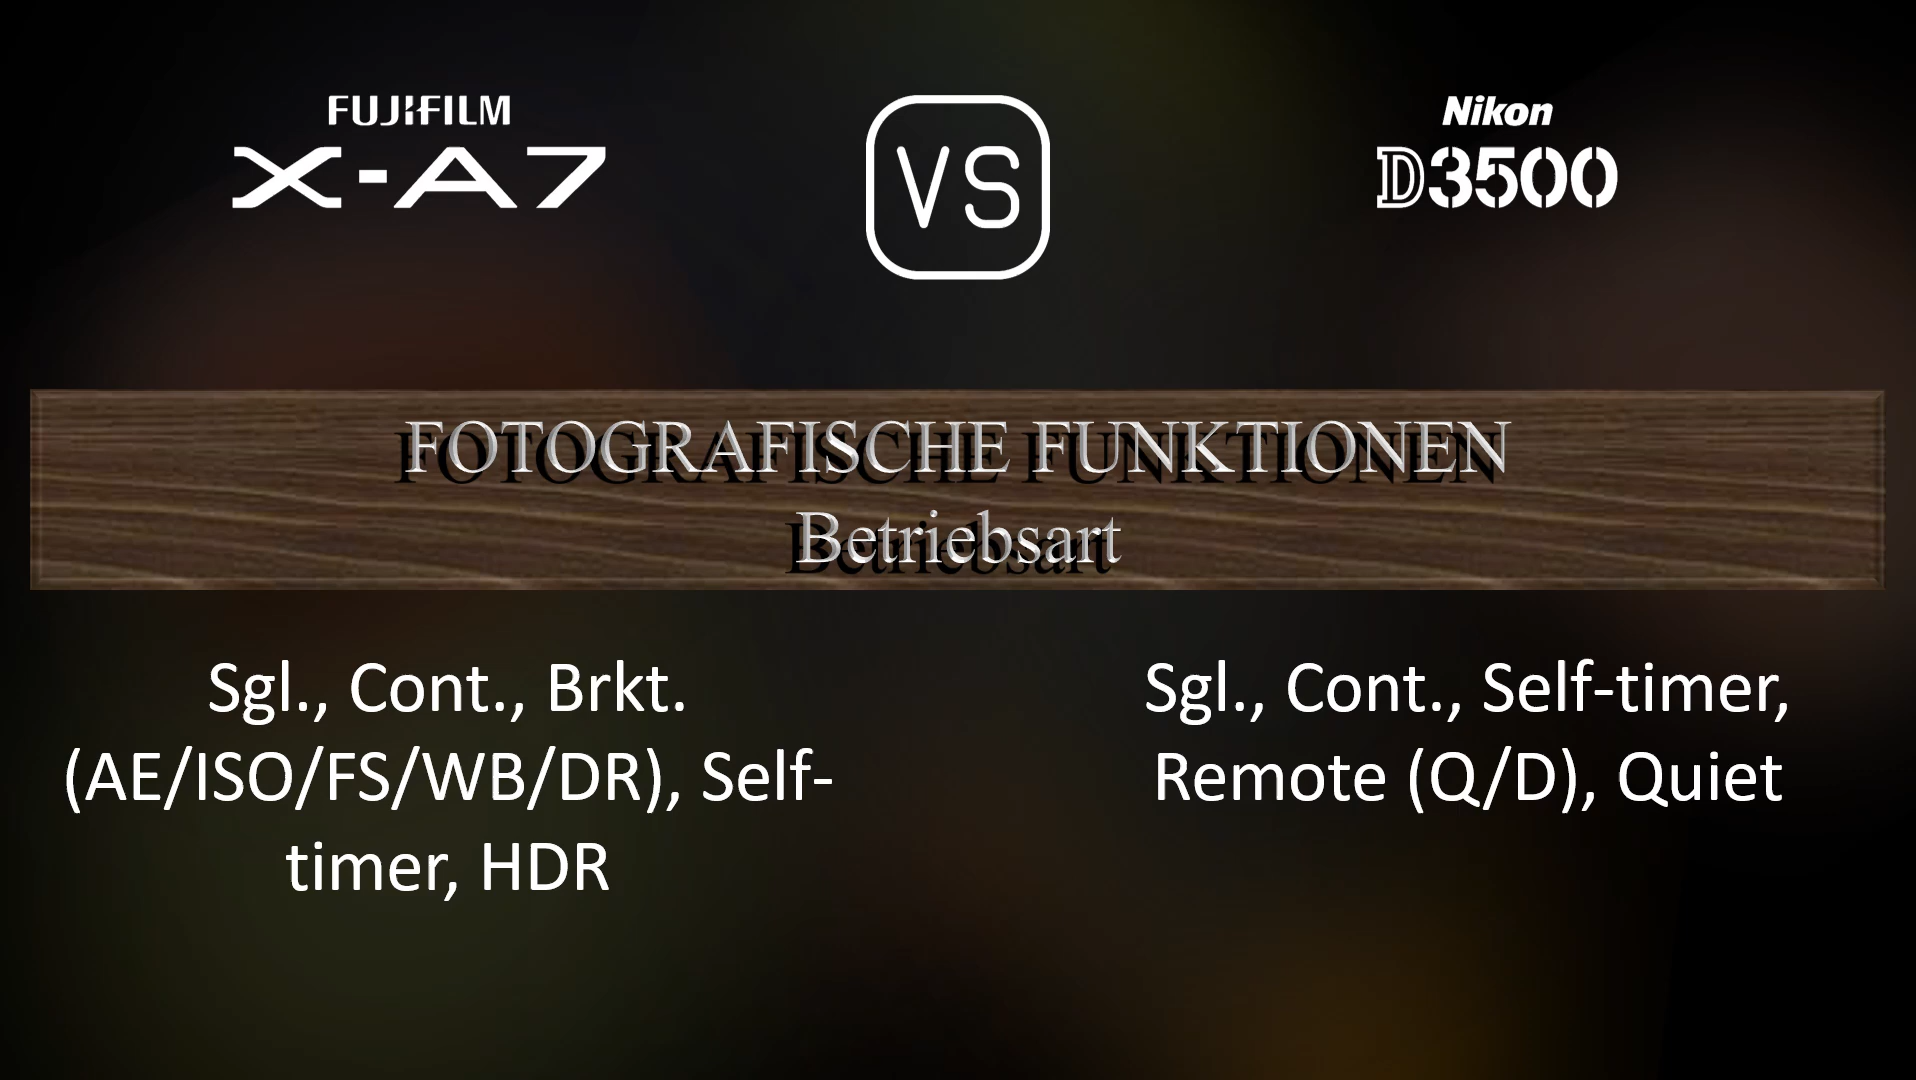 FUJIFILM
X-A7
VS
Nikon
D3500
FOTOGRAFISCHE FUNKTIONEN
Betriebsart
Sgl., Cont., Brkt.
(AE/ISO/FS/WB/DR), Self-
timer, HDR
Sgl., Cont., Self-timer,
Remote (Q/D), Quiet